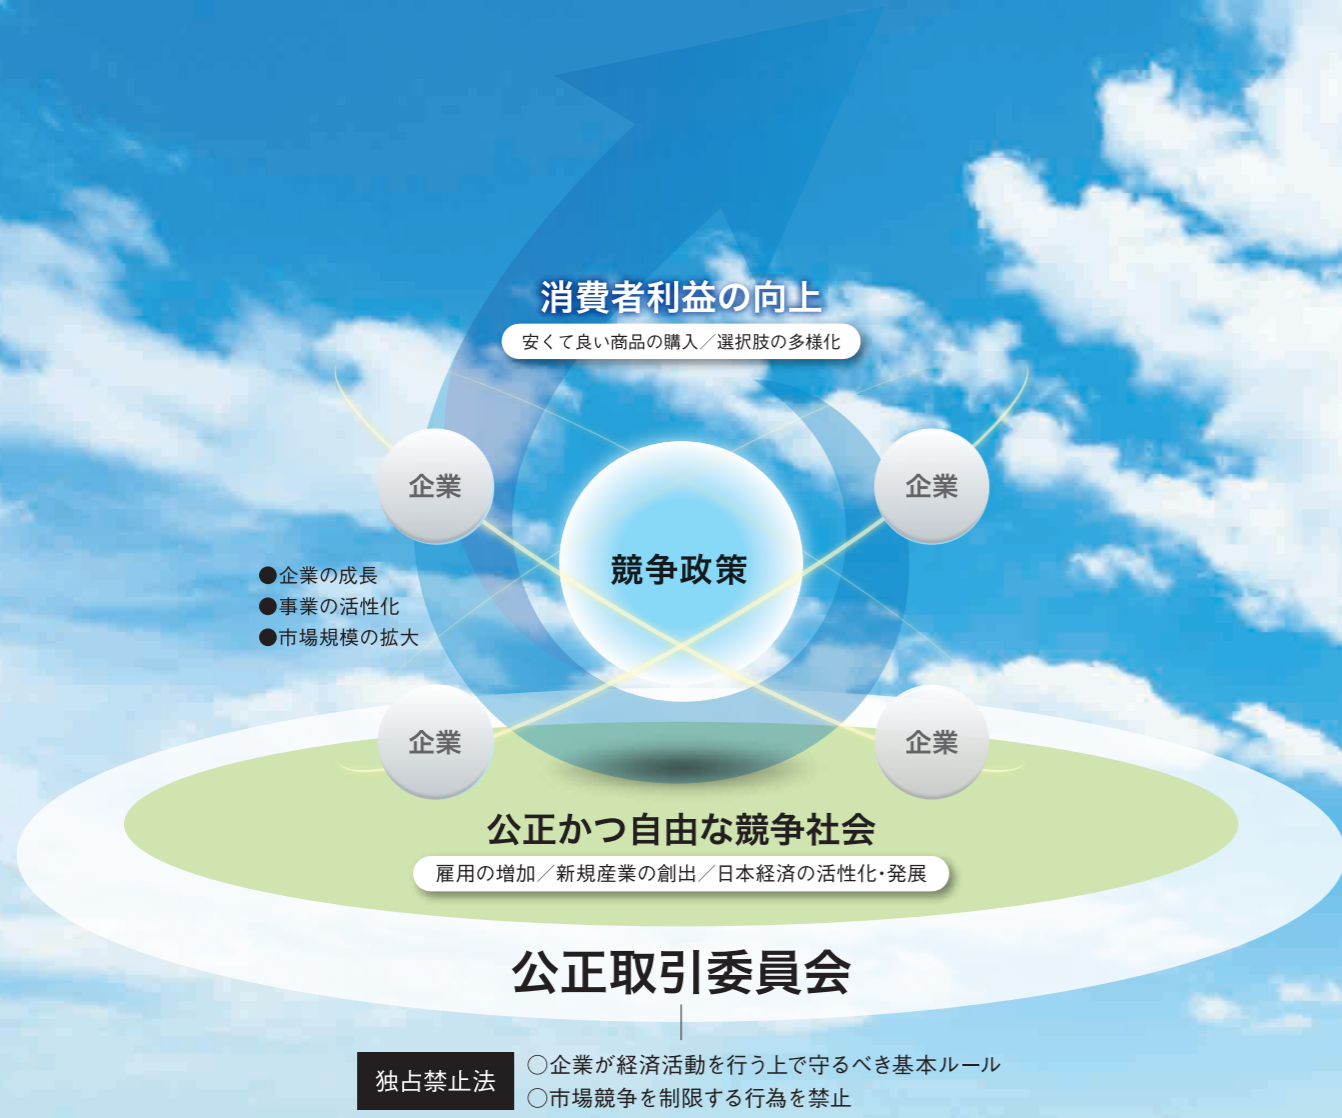 消費者利益の向上
安くて良い商品の購入／選択肢の多様化
企業
企業
競争政策
●企業の成長
●事業の活性化
●市場規模の拡大
企業
企業
公正かつ自由な競争社会
雇用の増加／新規産業の創出／日本経済の活性化・発展
公正取引委員会
独占禁止法
○企業が経済活動を行う上で守るべき基本ルール
○市場競争を制限する行為を禁止